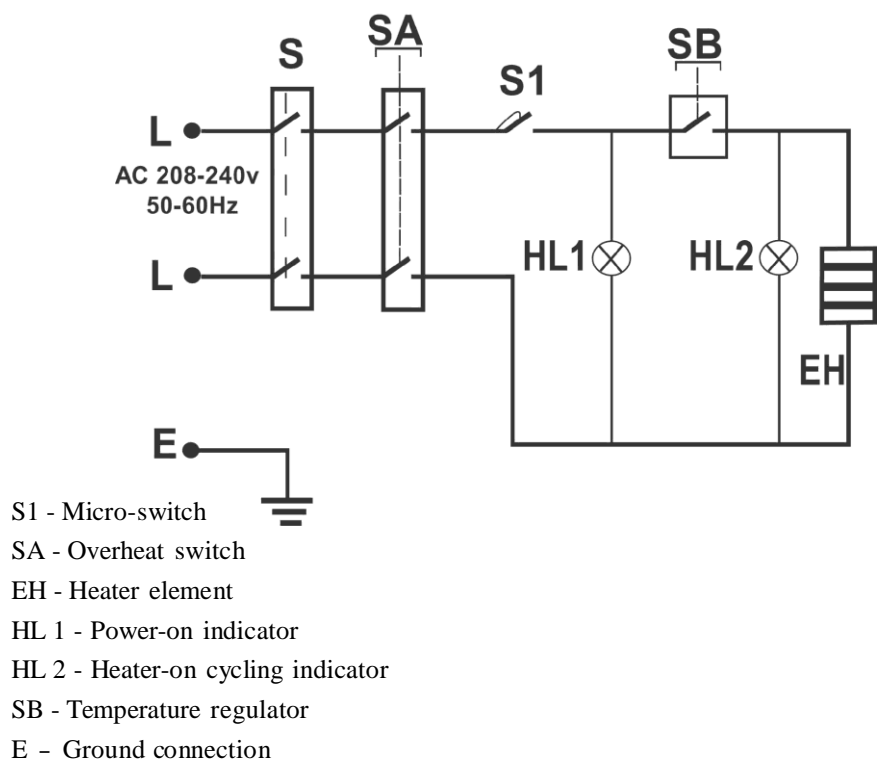 S
SA
S1
SB
L
AC 208-240v
50-60Hz
HL1
HL2
L
EH
E
S1 - Micro-switch
SA - Overheat switch
EH - Heater element
HL 1 - Power-on indicator
HL 2 - Heater-on cycling indicator
SB - Temperature regulator
E – Ground connection